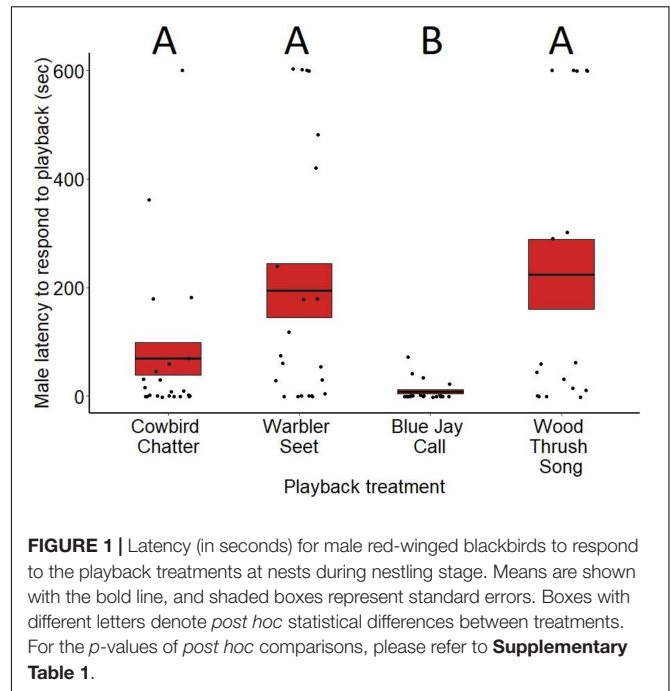 A A B A
600
400
200
0
Male latency to respond to playback (sec)
Cowbird Chatter
Warbler Seet
Blue Jay Call
Wood Thrush Song
Playback treatment
FIGURE 1 | Latency (in seconds) for male red-winged blackbirds to respond
to the playback treatments at nests during nestling stage. Means are shown
with the bold line, and shaded boxes represent standard errors. Boxes with
different letters denote post hoc statistical differences between treatments.
For the p-values of post hoc comparisons, please refer to Supplementary
Table 1.